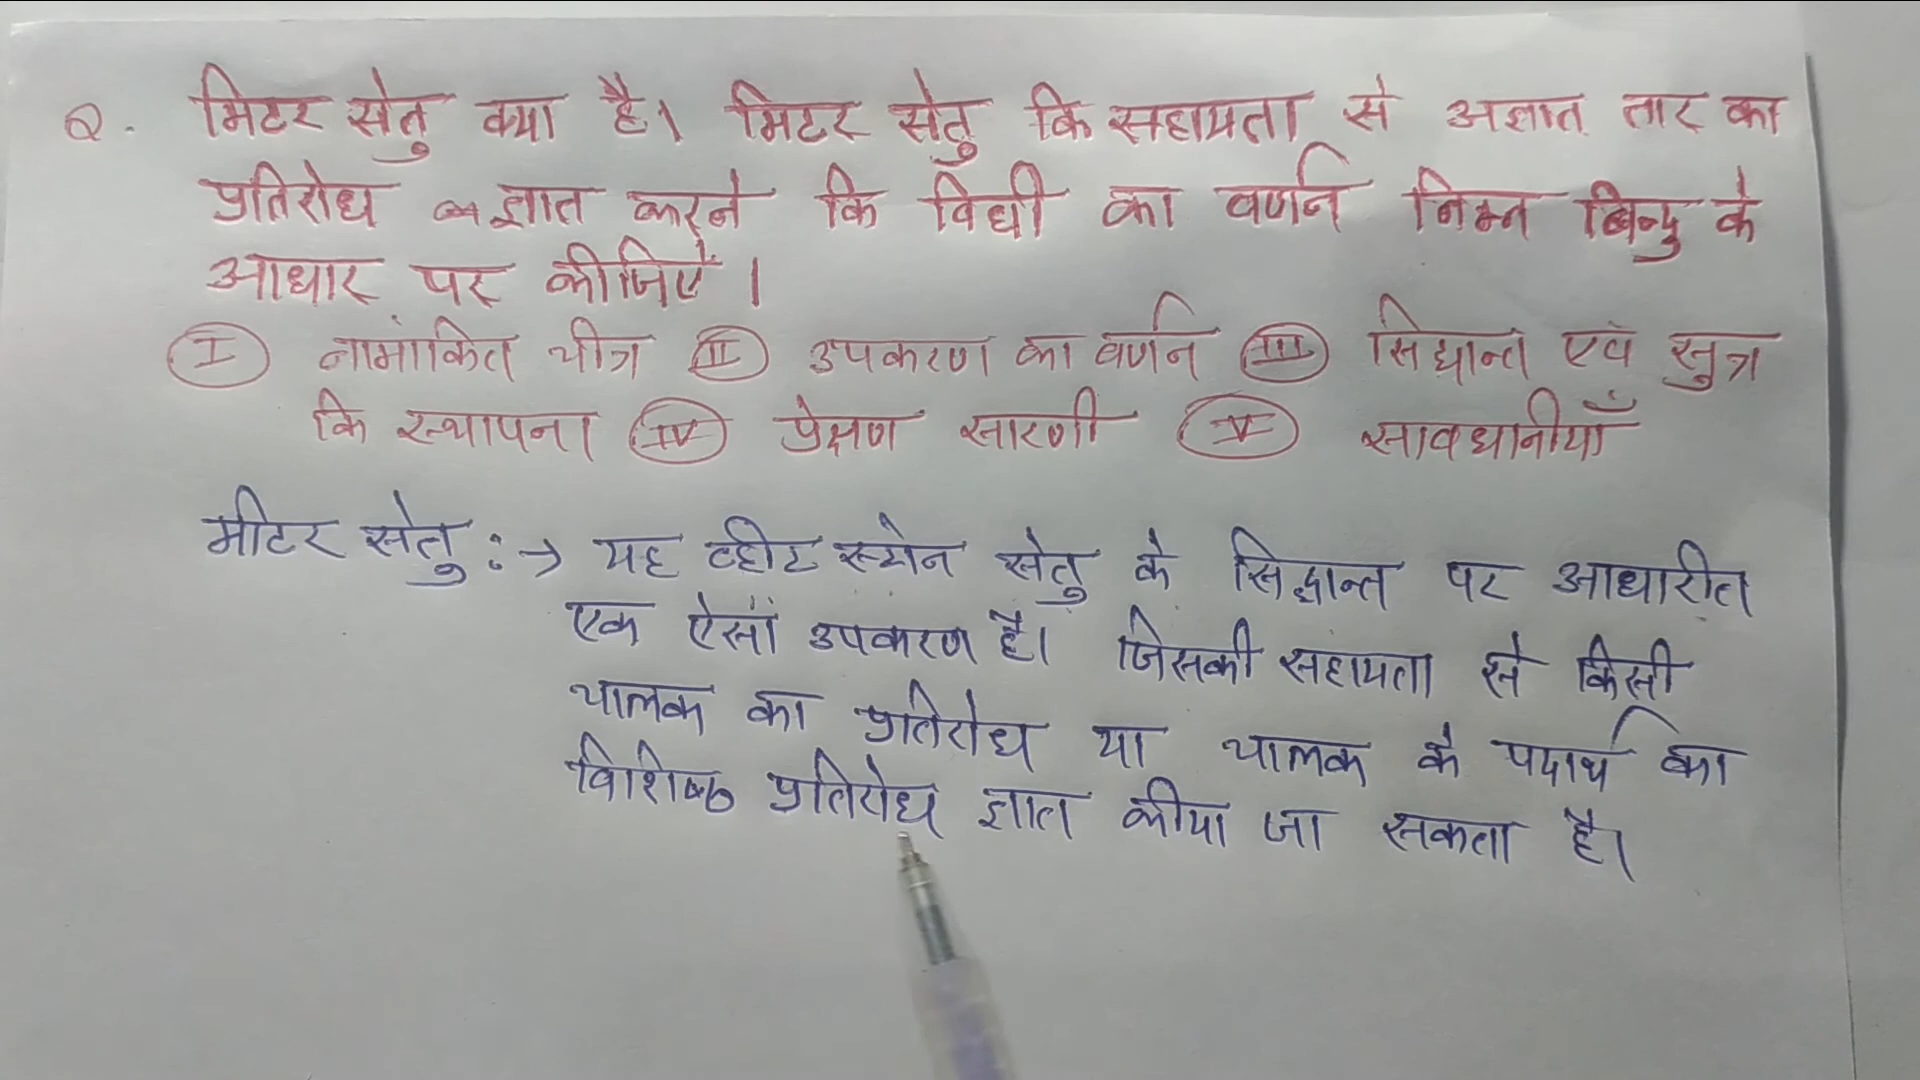 Q. मिटर सेतु क्या है। मिटर सेतु कि सहायता से अज्ञात तार का
प्रतिरोध ज्ञात करने कि विधी का वर्णन निम्न बिन्दु के
आधार पर कीजिएं।
I नामांकित चीत्र II उपकरण का वर्णन III सिद्यान्त एवं सुत्र
कि स्थापना IV प्रेक्षण सारणी V सावधानीयाँ
मीटर सेतु :→ यह व्हीट स्टोन सेतु के सिद्धान्त पर आधारीत
एक ऐसा उपकरण है। जिसकी सहायता से किसी
चालक का प्रतिरोध या चालक के पदार्थ का
विशिष्ठ प्रतिरोध ज्ञात कीया जा सकता है।